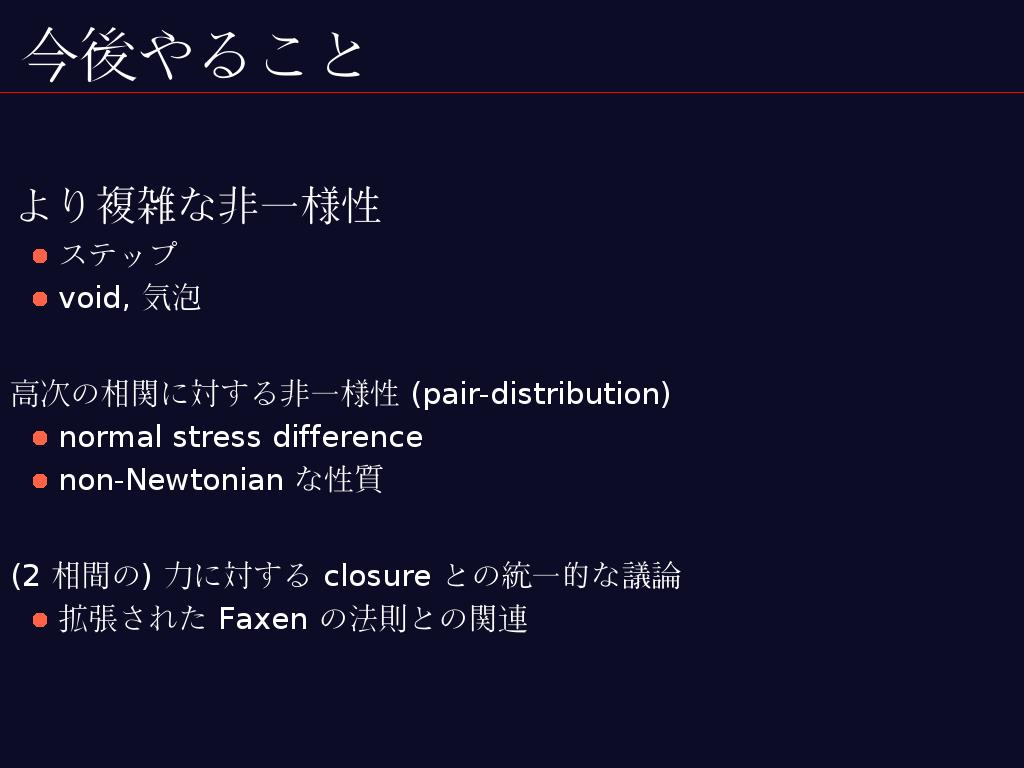 今後やること
より複雑な非一様性
ステップ
void, 気泡
高次の相関に対する非一様性 (pair-distribution)
normal stress difference
non-Newtonian な性質
(2 相間の) 力に対する closure との統一的な議論
拡張された Faxen の法則との関連